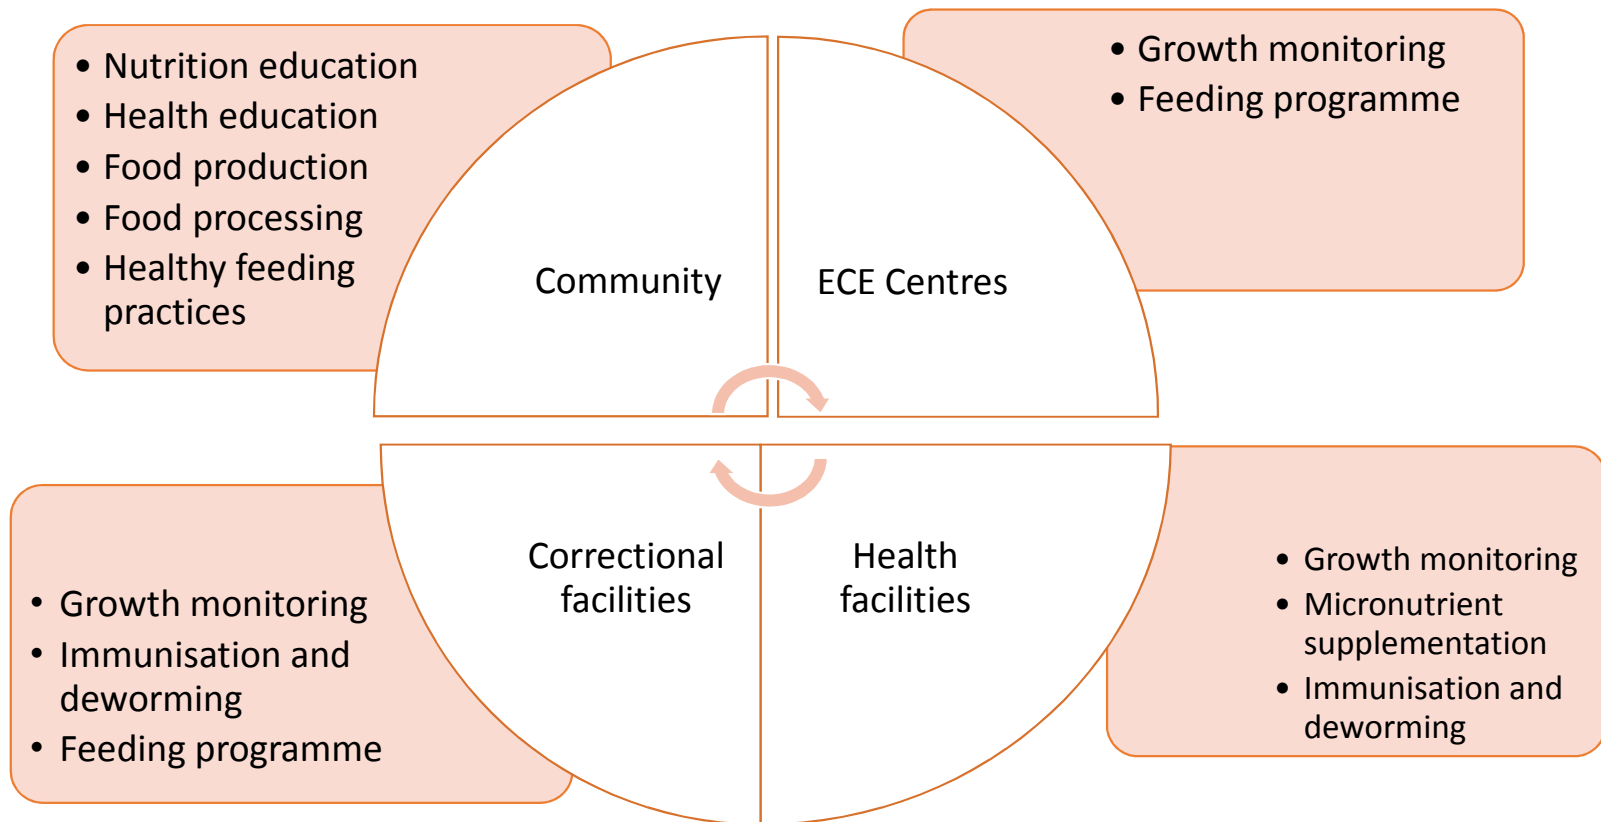 • Nutrition education
• Health education
• Food production
• Food processing
• Healthy feeding
practices
Community
• Growth monitoring
• Feeding programme
ECE Centres
• Growth monitoring
• Immunisation and
deworming
• Feeding programme
Correctional
facilities
Health
facilities
• Growth monitoring
• Micronutrient
supplementation
• Immunisation and
deworming